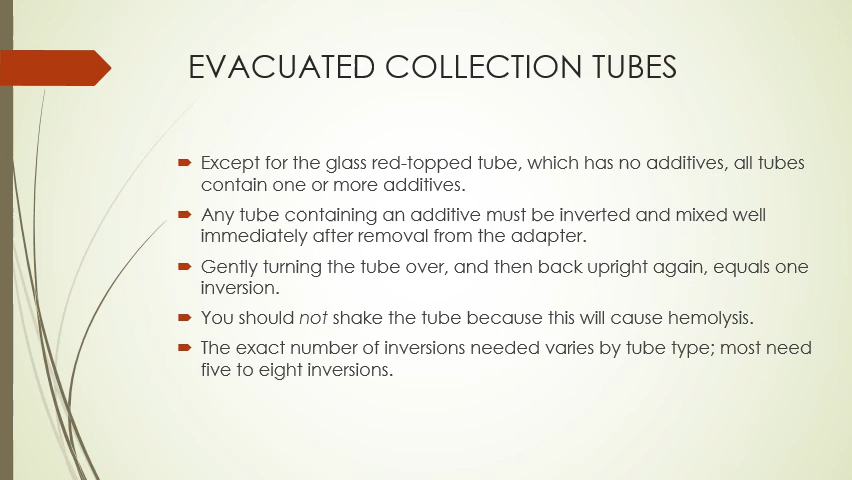 EVACUATED COLLECTION TUBES
Except for the glass red-topped tube, which has no additives, all tubes
contain one or more additives.
Any tube containing an additive must be inverted and mixed well
immediately after removal from the adapter.
Gently turning the tube over, and then back upright again, equals one
inversion.
You should not shake the tube because this will cause hemolysis.
The exact number of inversions needed varies by tube type; most need
five to eight inversions.